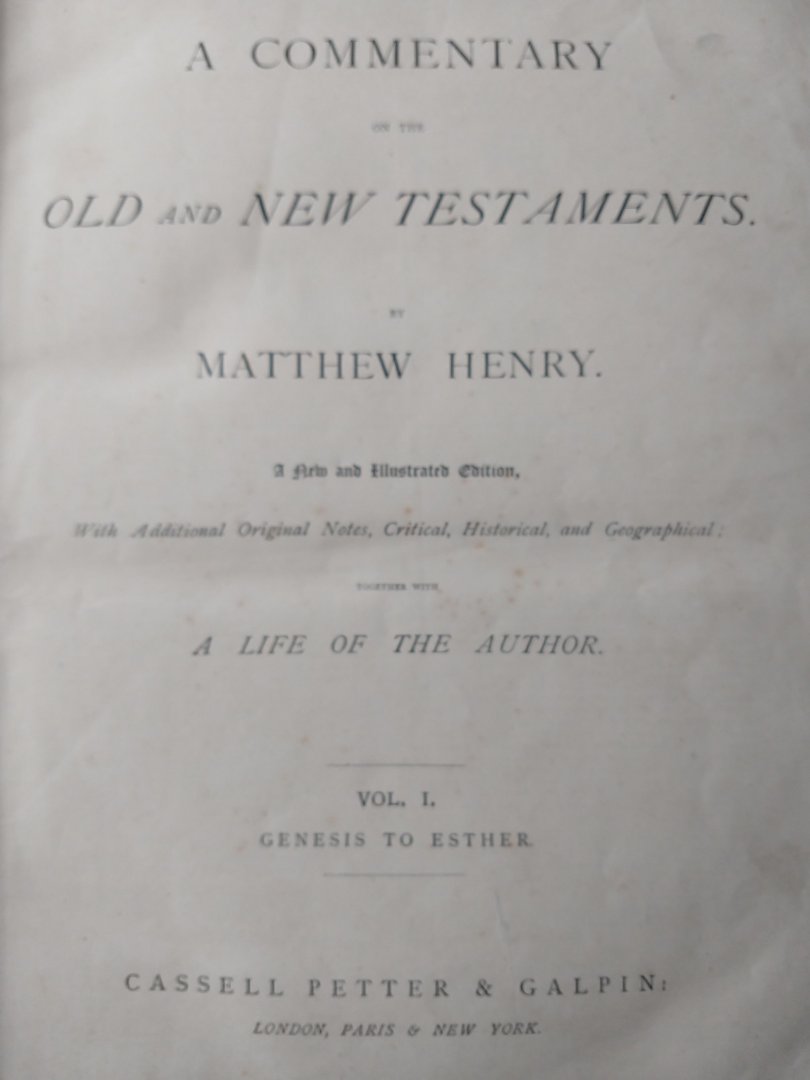 A COMMENTARY
ON THE
OLD AND NEW TESTAMENTS.
BY
MATTHEW HENRY.
A New and Illustrated Edition,
With Additional Original Notes, Critical, Historical, and Geographical;
TOGETHER WITH
A LIFE OF THE AUTHOR.
VOL. I.
GENESIS TO ESTHER.
CASSELL PETTER & GALPIN:
LONDON, PARIS & NEW YORK.